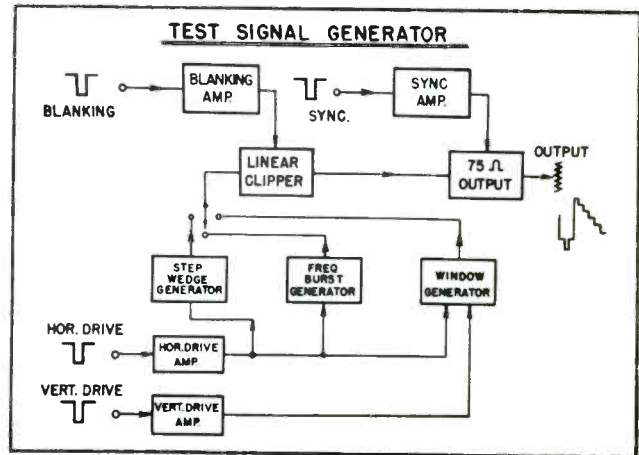 TEST SIGNAL GENERATOR
BLANKING
BLANKING
AMP.
SYNC.
SYNC
AMP.
LINEAR
CLIPPER
75 Ω
OUTPUT
OUTPUT
STEP
WEDGE
GENERATOR
FREQ
BURST
GENERATOR
WINDOW
GENERATOR
HOR. DRIVE
HOR. DRIVE
AMP.
VERT. DRIVE
VERT. DRIVE
AMP.